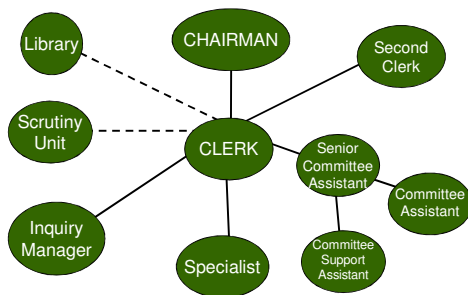 Library
CHAIRMAN
Second
Clerk
Scrutiny
Unit
CLERK
Senior
Committee
Assistant
Committee
Assistant
Inquiry
Manager
Specialist
Committee
Support
Assistant